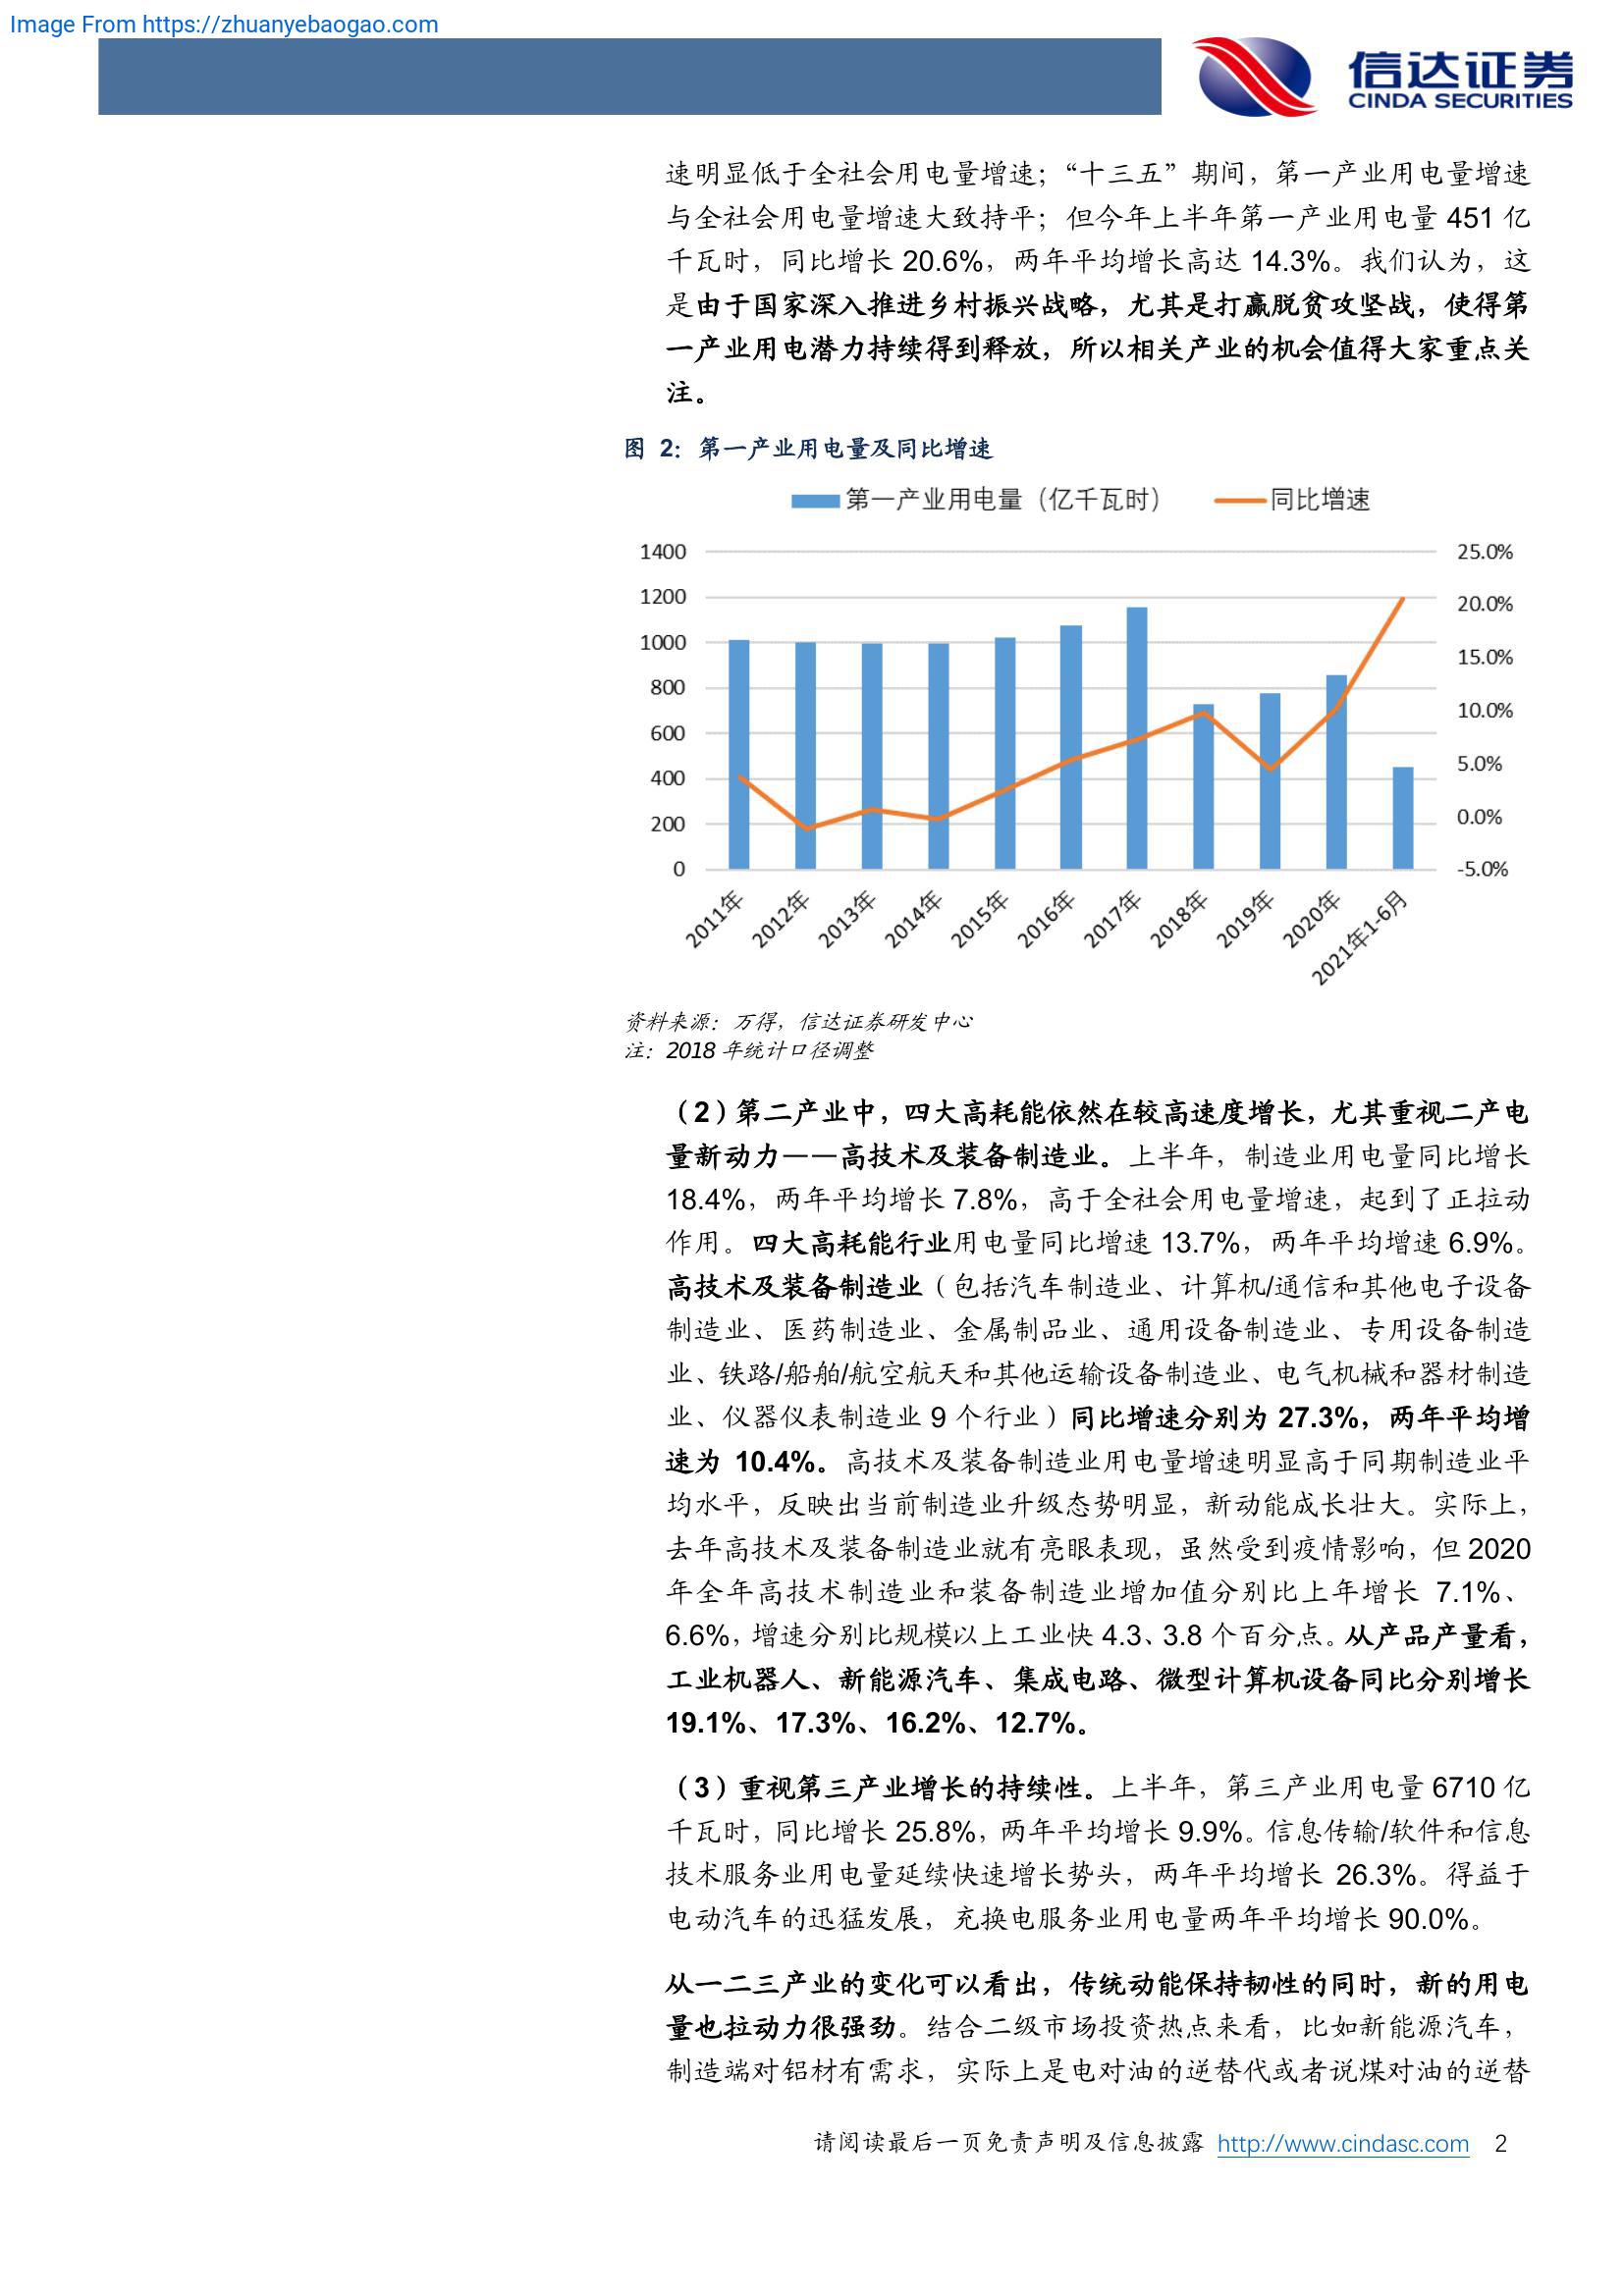 Image From https://zhuanyebaogao.com
信达证券
CINDA SECURITIES
速明显低于全社会用电量增速；“十三五”期间，第一产业用电量增速
与全社会用电量增速大致持平；但今年上半年第一产业用电量 451 亿
千瓦时，同比增长 20.6%，两年平均增长高达 14.3%。我们认为，这
是由于国家深入推进乡村振兴战略，尤其是打赢脱贫攻坚战，使得第
一产业用电潜力持续得到释放，所以相关产业的机会值得大家重点关
注。
图 2：第一产业用电量及同比增速
第一产业用电量（亿千瓦时） 同比增速
1400 25.0%
1200 20.0%
1000 15.0%
800 10.0%
600 5.0%
400 0.0%
200 -5.0%
0
2011年 2012年 2013年 2014年 2015年 2016年 2017年 2018年 2019年 2020年 2021年1-6月
资料来源：万得，信达证券研发中心
注：2018 年统计口径调整
（2）第二产业中，四大高耗能依然在较高速度增长，尤其重视二产电
量新动力——高技术及装备制造业。上半年，制造业用电量同比增长
18.4%，两年平均增长 7.8%，高于全社会用电量增速，起到了正拉动
作用。四大高耗能行业用电量同比增速 13.7%，两年平均增速 6.9%。
高技术及装备制造业（包括汽车制造业、计算机/通信和其他电子设备
制造业、医药制造业、金属制品业、通用设备制造业、专用设备制造
业、铁路/船舶/航空航天和其他运输设备制造业、电气机械和器材制造
业、仪器仪表制造业 9 个行业）同比增速分别为 27.3%，两年平均增
速为 10.4%。高技术及装备制造业用电量增速明显高于同期制造业平
均水平，反映出当前制造业升级态势明显，新动能成长壮大。实际上，
去年高技术及装备制造业就有亮眼表现，虽然受到疫情影响，但 2020
年全年高技术制造业和装备制造业增加值分别比上年增长 7.1%、
6.6%，增速分别比规模以上工业快 4.3、3.8 个百分点。从产品产量看，
工业机器人、新能源汽车、集成电路、微型计算机设备同比分别增长
19.1%、17.3%、16.2%、12.7%。
（3）重视第三产业增长的持续性。上半年，第三产业用电量 6710 亿
千瓦时，同比增长 25.8%，两年平均增长 9.9%。信息传输/软件和信息
技术服务业用电量延续快速增长势头，两年平均增长 26.3%。得益于
电动汽车的迅猛发展，充换电服务业用电量两年平均增长 90.0%。
从一二三产业的变化可以看出，传统动能保持韧性的同时，新的用电
量也拉动力很强劲。结合二级市场投资热点来看，比如新能源汽车，
制造端对铝材有需求，实际上是电对油的逆替代或者说煤对油的逆替
请阅读最后一页免责声明及信息披露 http://www.cindasc.com 2